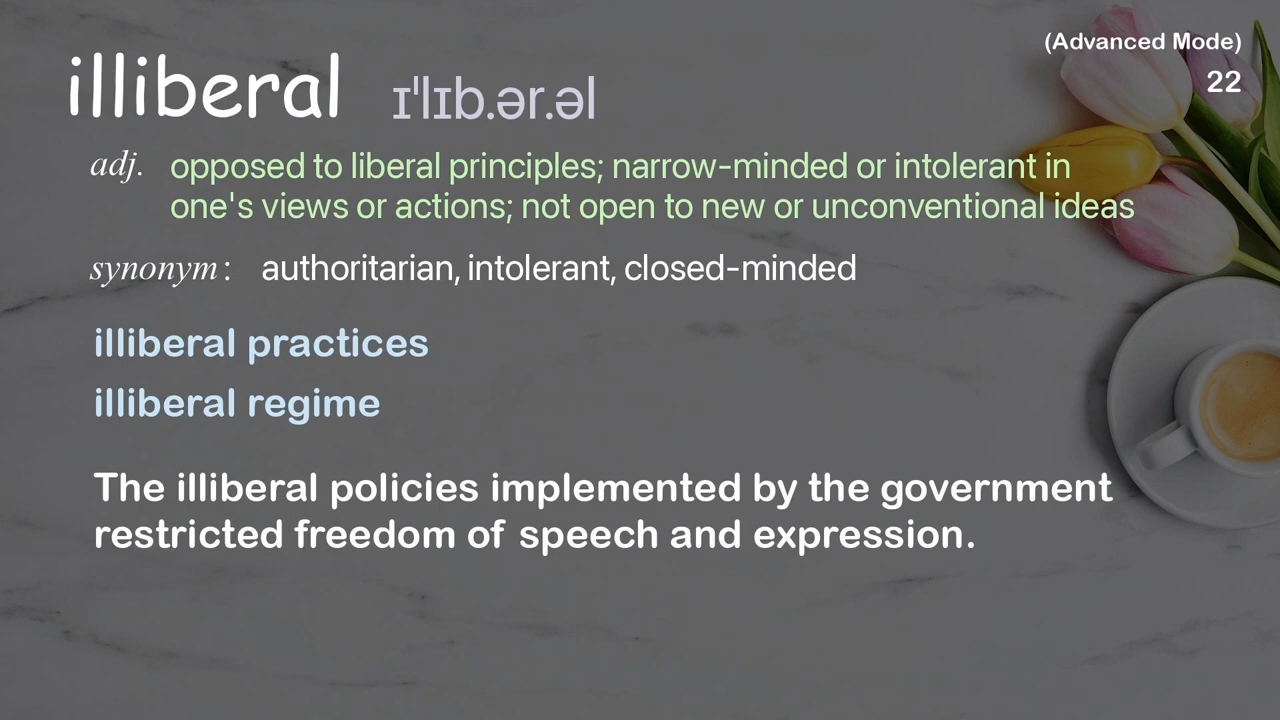 (Advanced Mode)
22
illiberal ɪˈlɪb.ər.əl
adj. opposed to liberal principles; narrow-minded or intolerant in
one's views or actions; not open to new or unconventional ideas
synonym: authoritarian, intolerant, closed-minded
illiberal practices
illiberal regime
The illiberal policies implemented by the government
restricted freedom of speech and expression.